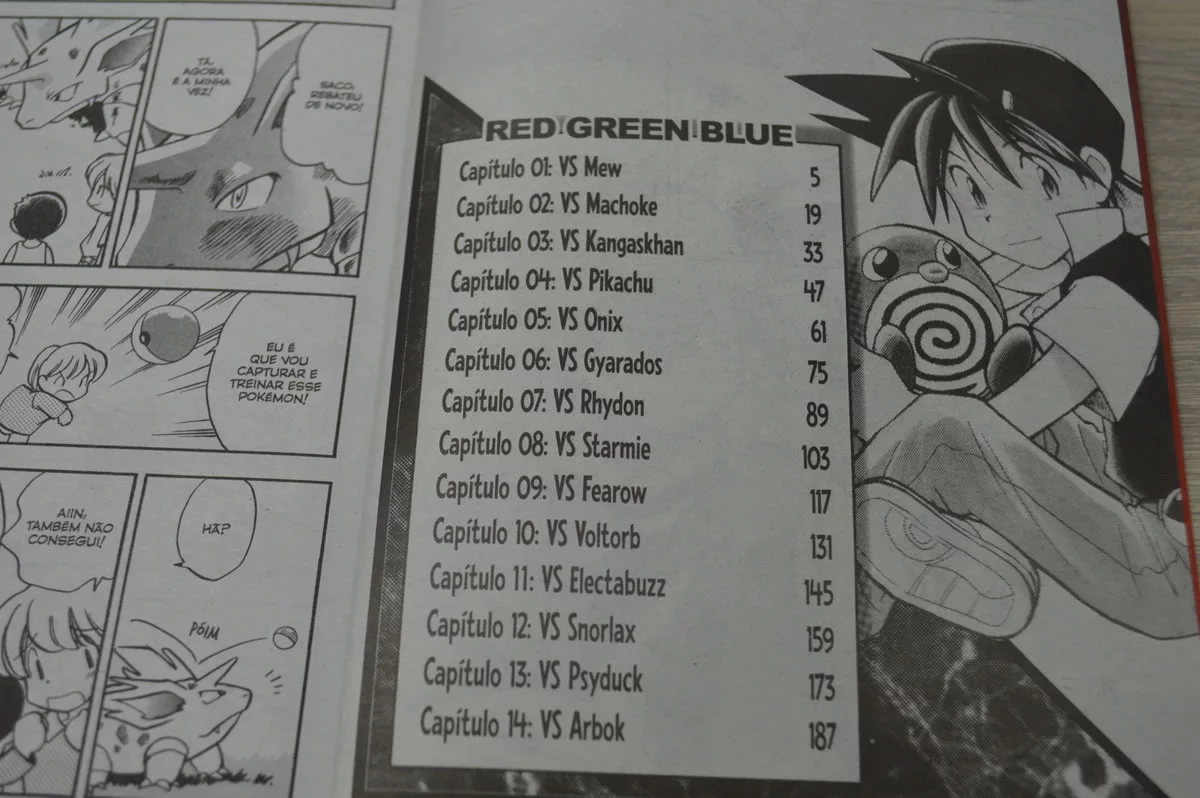 TÁ,
AGORA
É A MINHA
VEZ!
SACO,
REBATEU
DE NOVO!
EU É
QUE VOU
CAPTURAR E
TREINAR ESSE
POKÉMON!
AIIN,
TAMBÉM NÃO
CONSEGUI!
HÃ?
PÓIM
RED GREEN BLUE
Capítulo 01: VS Mew 5
Capítulo 02: VS Machoke 19
Capítulo 03: VS Kangaskhan 33
Capítulo 04: VS Pikachu 47
Capítulo 05: VS Onix 61
Capítulo 06: VS Gyarados 75
Capítulo 07: VS Rhydon 89
Capítulo 08: VS Starmie 103
Capítulo 09: VS Fearow 117
Capítulo 10: VS Voltorb 131
Capítulo 11: VS Electabuzz 145
Capítulo 12: VS Snorlax 159
Capítulo 13: VS Psyduck 173
Capítulo 14: VS Arbok 187